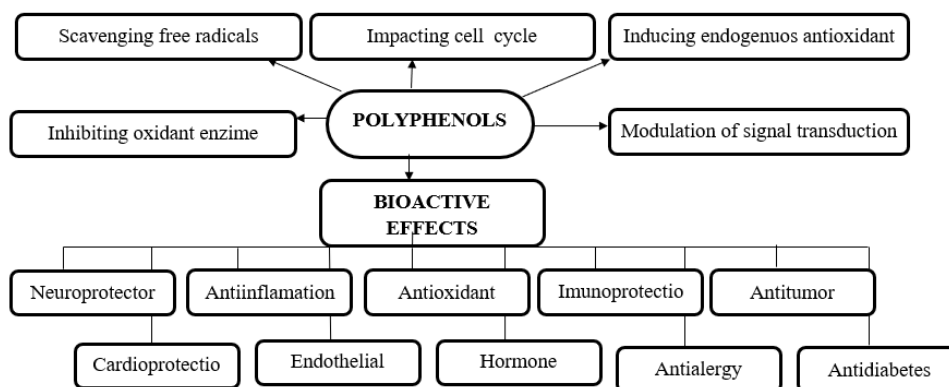 Scavenging free radicals
Impacting cell cycle
Inducing endogenuos antioxidant
Inhibiting oxidant enzime
POLYPHENOLS
Modulation of signal transduction
BIOACTIVE
EFFECTS
Neuroprotector
Antiinflamation
Antioxidant
Imunoprotectio
Antitumor
Cardioprotectio
Endothelial
Hormone
Antialergy
Antidiabetes